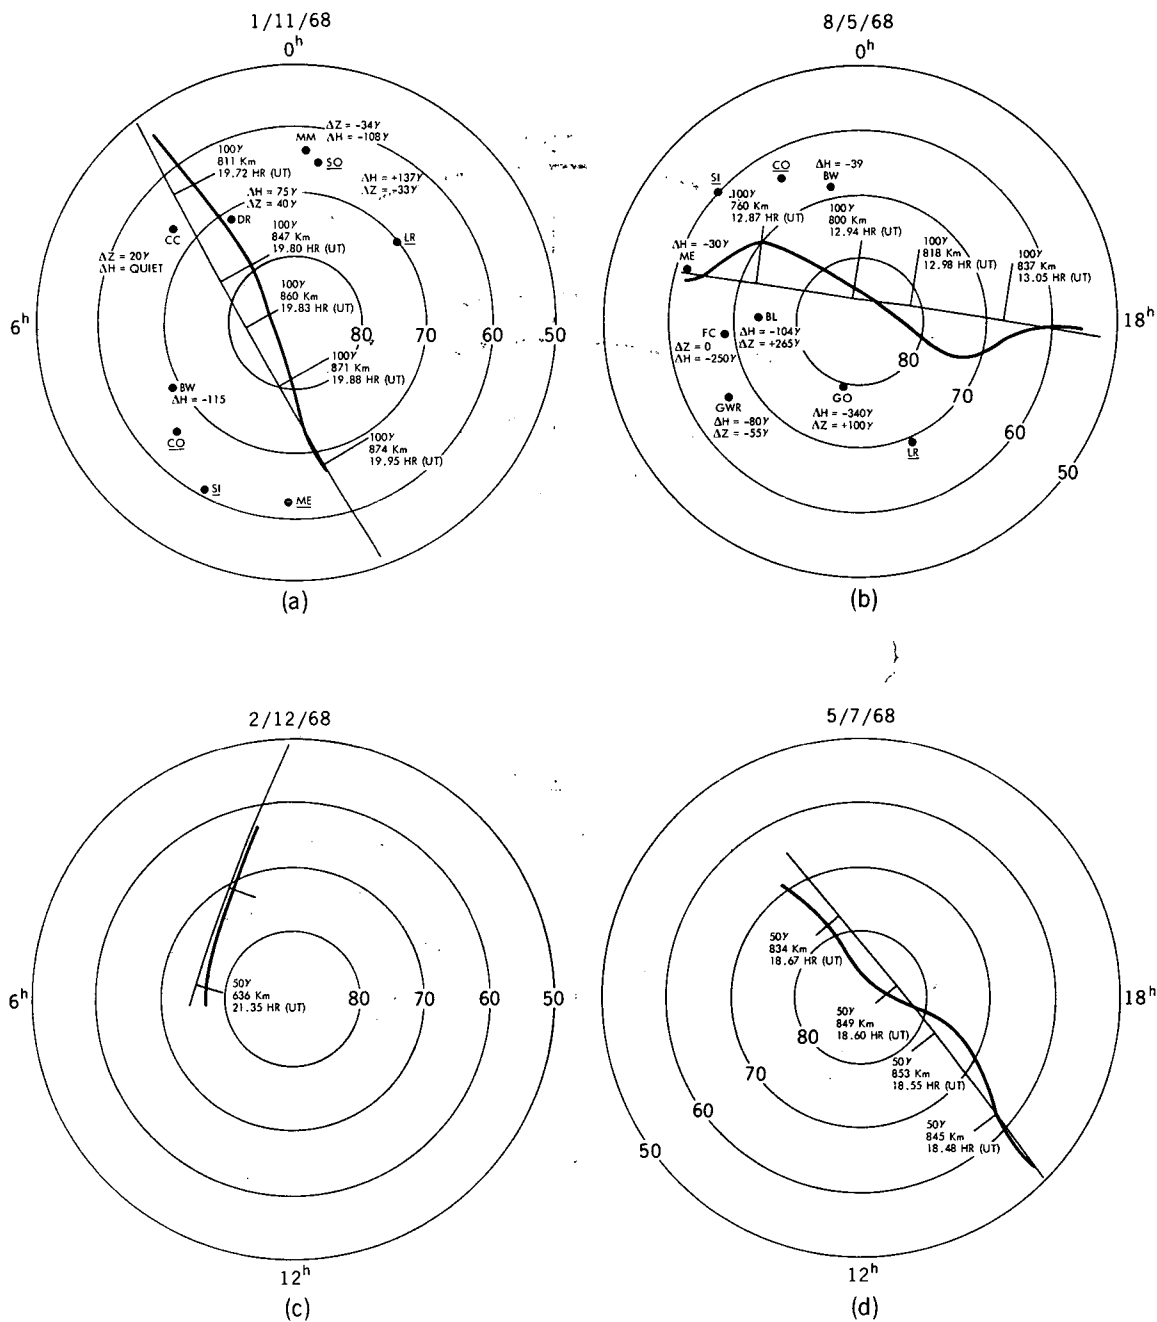 1/11/68
0h
ΔZ = -34γ
ΔH = -108γ
MM
SO
100γ
811 Km
19.72 HR (UT)
ΔH = +137γ
ΔZ = -33γ
ΔH = 75γ
ΔZ = 40γ
DR
CC
100γ
847 Km
19.80 HR (UT)
LR
ΔZ = 20γ
ΔH = QUIET
100γ
860 Km
19.83 HR (UT)
6h
80
70
60
50
100γ
871 Km
19.88 HR (UT)
BW
ΔH = -115
CO
100γ
874 Km
19.95 HR (UT)
SI
ME
(a)
8/5/68
0h
ΔH = -39
BW
CO
SI
100γ
760 Km
12.87 HR (UT)
100γ
800 Km
12.94 HR (UT)
ΔH = -30γ
ME
100γ
818 Km
12.98 HR (UT)
100γ
837 Km
13.05 HR (UT)
18h
BL
ΔH = -104γ
ΔZ = +265γ
FC
ΔZ = 0
ΔH = -250γ
80
70
60
50
GWR
ΔH = -80γ
ΔZ = -55γ
GO
ΔH = -340γ
ΔZ = +100γ
LR
(b)
2/12/68
6h
50γ
636 Km
21.35 HR (UT)
80
70
60
50
12h
(c)
5/7/68
50γ
834 Km
18.67 HR (UT)
18h
50γ
849 Km
18.60 HR (UT)
80
50γ
853 Km
18.55 HR (UT)
70
60
50γ
845 Km
18.48 HR (UT)
50
12h
(d)